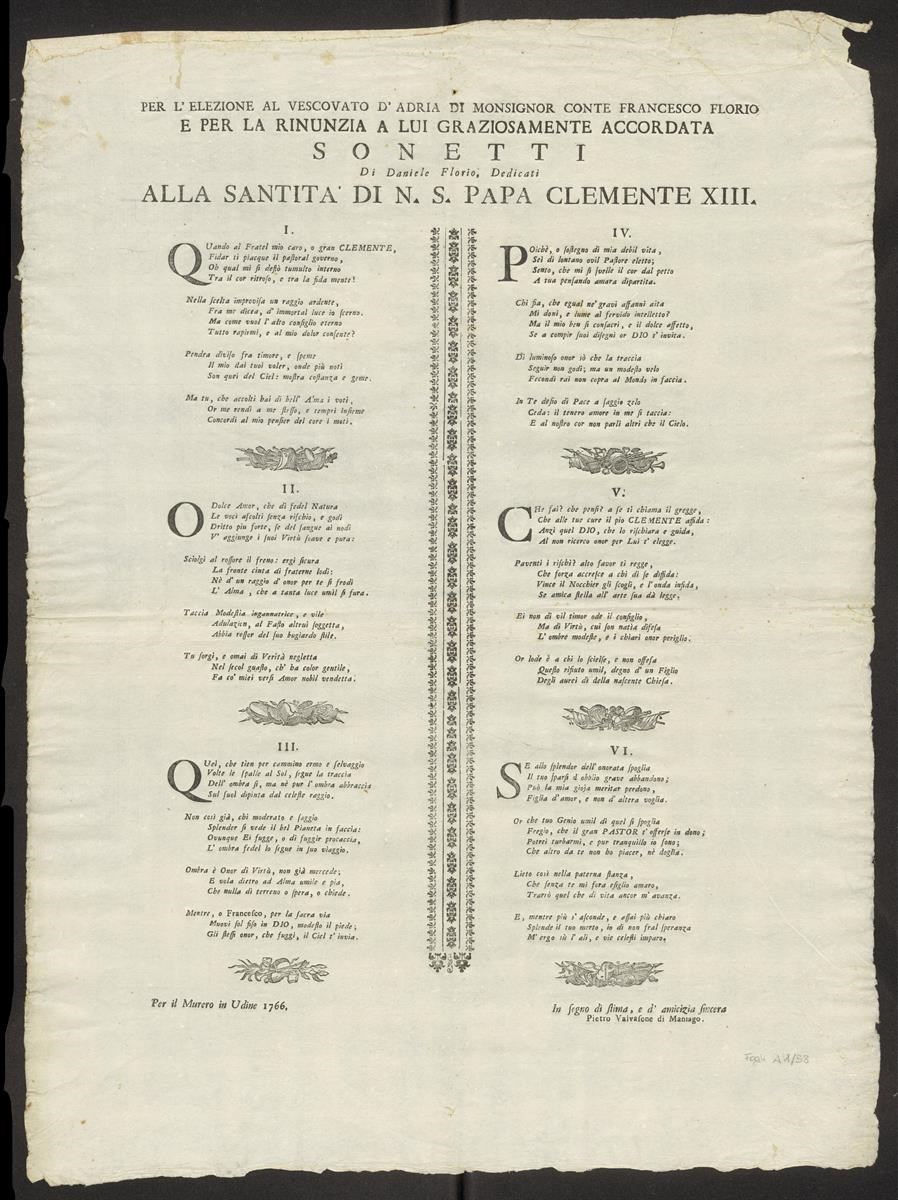 PER L'ELEZIONE AL VESCOVATO D'ADRIA DI MONSIGNOR CONTE FRANCESCO FLORIO
E PER LA RINUNZIA A LUI GRAZIOSAMENTE ACCORDATA
SONETTI
Di Daniele Florio, Dedicati
ALLA SANTITA' DI N. S. PAPA CLEMENTE XIII.
I.
QUando al Fratel mio caro, o gran CLEMENTE,
Fidar ti piacque il pastoral governo,
Oh qual mi si destò tumulto interno
Tra il cor ritroso, e tra la fida mente!
Nella scelta improvisa un raggio ardente,
Fra me dicea, d' immortal luce io scerno.
Ma come vuol l' alto consiglio eterno
Tutto rapirmi, e al mio dolor consente?
Pendea diviso fra timore, e speme
Il mio dai tuoi voler, onde più noti
Son quei del Ciel: mostra costanza e geme.
Ma tu, che accolti hai di bell' Alma i voti,
Or me rendi a me stesso, e tempri insieme
Concordi al mio pensier del core i moti.
II.
O Dolce Amor, che di fedel Natura
Le voci ascolti senza rischio, e godi
Dritto piu forte, se del sangue ai nodi
V' aggiunge i suoi Virtù soave e pura:
Sciolgi al rossore il freno: ergi sicura
La fronte cinta di fraterne lodi:
Nè d' un raggio d' onor per te si frodi
L' Alma, che a tanta luce umil si fura.
Taccia Modestia ingannatrice, e vile
Adulazion, al Fasto altrui soggetta,
Abbia rossor del suo bugiardo stile.
Tu sorgi, e omai di Verità negletta
Nel secol guasto, ch' ha color gentile,
Fa co' miei versi Amor nobil vendetta.
III.
QUel, che tien per cammino ermo e selvaggio
Volte le spalle al Sol, segue la traccia
Dell' ombra sì, ma nè pur l' ombra abbraccia
Sul suol dipinta dal celeste raggio.
Non così già, chi moderato e saggio
Splender si vede il bel Pianeta in faccia:
Ovunque Ei fugge, o di fuggir procaccia,
L' ombra fedel lo segue in suo viaggio.
Ombra è Onor di Virtù, non già mercede;
E vola dietro ad Alma umile e pia,
Che nulla di terreno o spera, o chiede.
Mentre, o Francesco, per la sacra via
Muovi sol fiso in DIO, modesto il piede;
Gli stessi onor, che fuggi, il Ciel t' invia.
Per il Murero in Udine 1766.
IV.
POichè, o sostegno di mia debil vita,
Sei di lontano ovil Pastore eletto;
Sento, che mi si svelle il cor dal petto
A tua pensando amara dipartita.
Chi fia, che egual ne' gravi affanni aita
Mi doni, e lume al fervido intelletto?
Ma il mio ben si consacri, e il dolce affetto,
Se a compir suoi disegni or DIO t' invita.
Di luminoso onor sò che la traccia
Seguir non godi; ma un modesto velo
Fecondi rai non copra al Mondo in faccia.
In Te desio di Pace a saggio zelo
Ceda: il tenero amore in me si taccia:
E al nostro cor non parli altri che il Cielo.
V.
CHe fai? che pensi? a se ti chiama il gregge,
Che alle tue cure il pio CLEMENTE affida:
Anzi quel DIO, che lo rischiara e guida,
Al non ricerco onor per Lui t' elegge.
Paventi i rischi? alto favor ti regge,
Che forza accresce a chi di se diffida:
Vince il Nocchier gli scogli, e l' onda infida,
Se amica stella all' arte sua dà legge.
Ei non di vil timor ode il consiglio,
Ma di Virtù, cui son natia difesa
L' ombre modeste, e i chiari onor periglio.
Or lode è a chi lo scielse, e non offesa
Questo rifiuto umil, degno d' un Figlio
Degli aurei dì della nascente Chiesa.
VI.
SE allo splendor dell' onorata spoglia
Il tuo sparsi d' obblio grave abbandono;
Può la mia gioja meritar perdono,
Figlia d' amor, e non d' altera voglia.
Or che tuo Genio umil di quel si spoglia
Fregio, che il gran PASTOR t' offerse in dono;
Potrei turbarmi, e pur tranquillo io sono;
Che altro da te non ho piacer, nè doglia.
Lieto così nella paterna stanza,
Che senza te mi fora esiglio amaro,
Trarrò quel che di vita ancor m' avanza.
E, mentre più t' asconde, e assai più chiaro
Splende il tuo merto, in di non fral speranza
M' ergo sù l' ali, e vie celesti imparo.
In segno di stima, e d' amicizia sincera
Pietro Valvasone di Maniago.
Fogli A1/58